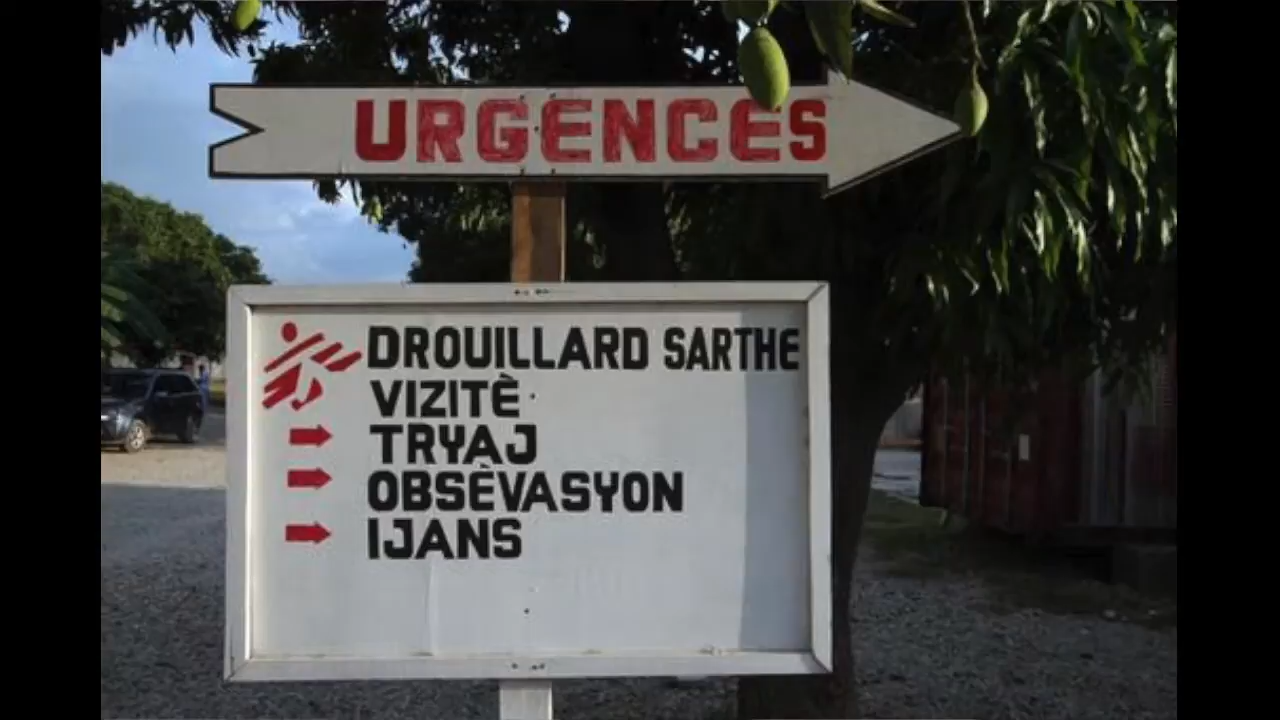 URGENCES
DROUILLARD SARTHE
VIZITÈ
TRYAJ
OBSÈVASYON
IJANS